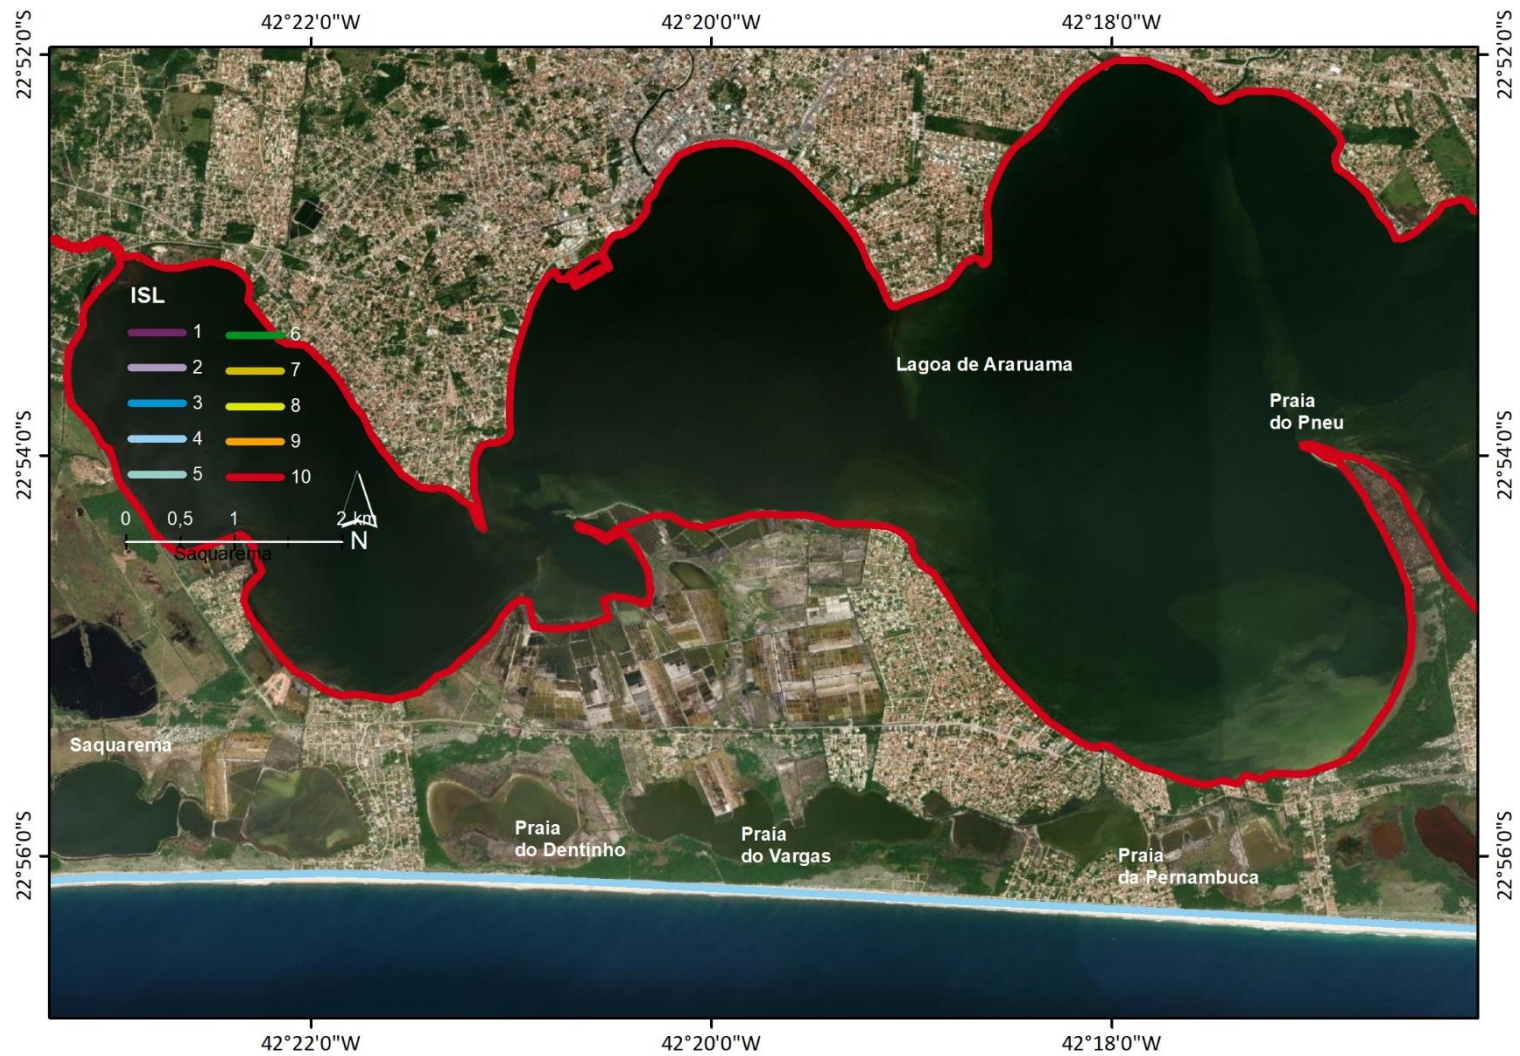 42°22'0"W 42°20'0"W 42°18'0"W
22°52'0"S
22°52'0"S
ISL
1 6
2 7
3 8
4 9
5 10
Lagoa de Araruama
Praia
do Pneu
22°54'0"S
22°54'0"S
0 0,5 1 2 km
N
Saquarema
Saquarema
Praia
do Dentinho
Praia
do Vargas
Praia
da Pernambuca
22°56'0"S
22°56'0"S
42°22'0"W 42°20'0"W 42°18'0"W